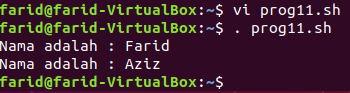 farid@farid-VirtualBox:~$ vi prog11.sh
farid@farid-VirtualBox:~$ . prog11.sh
Nama adalah : Farid
Nama adalah : Aziz
farid@farid-VirtualBox:~$